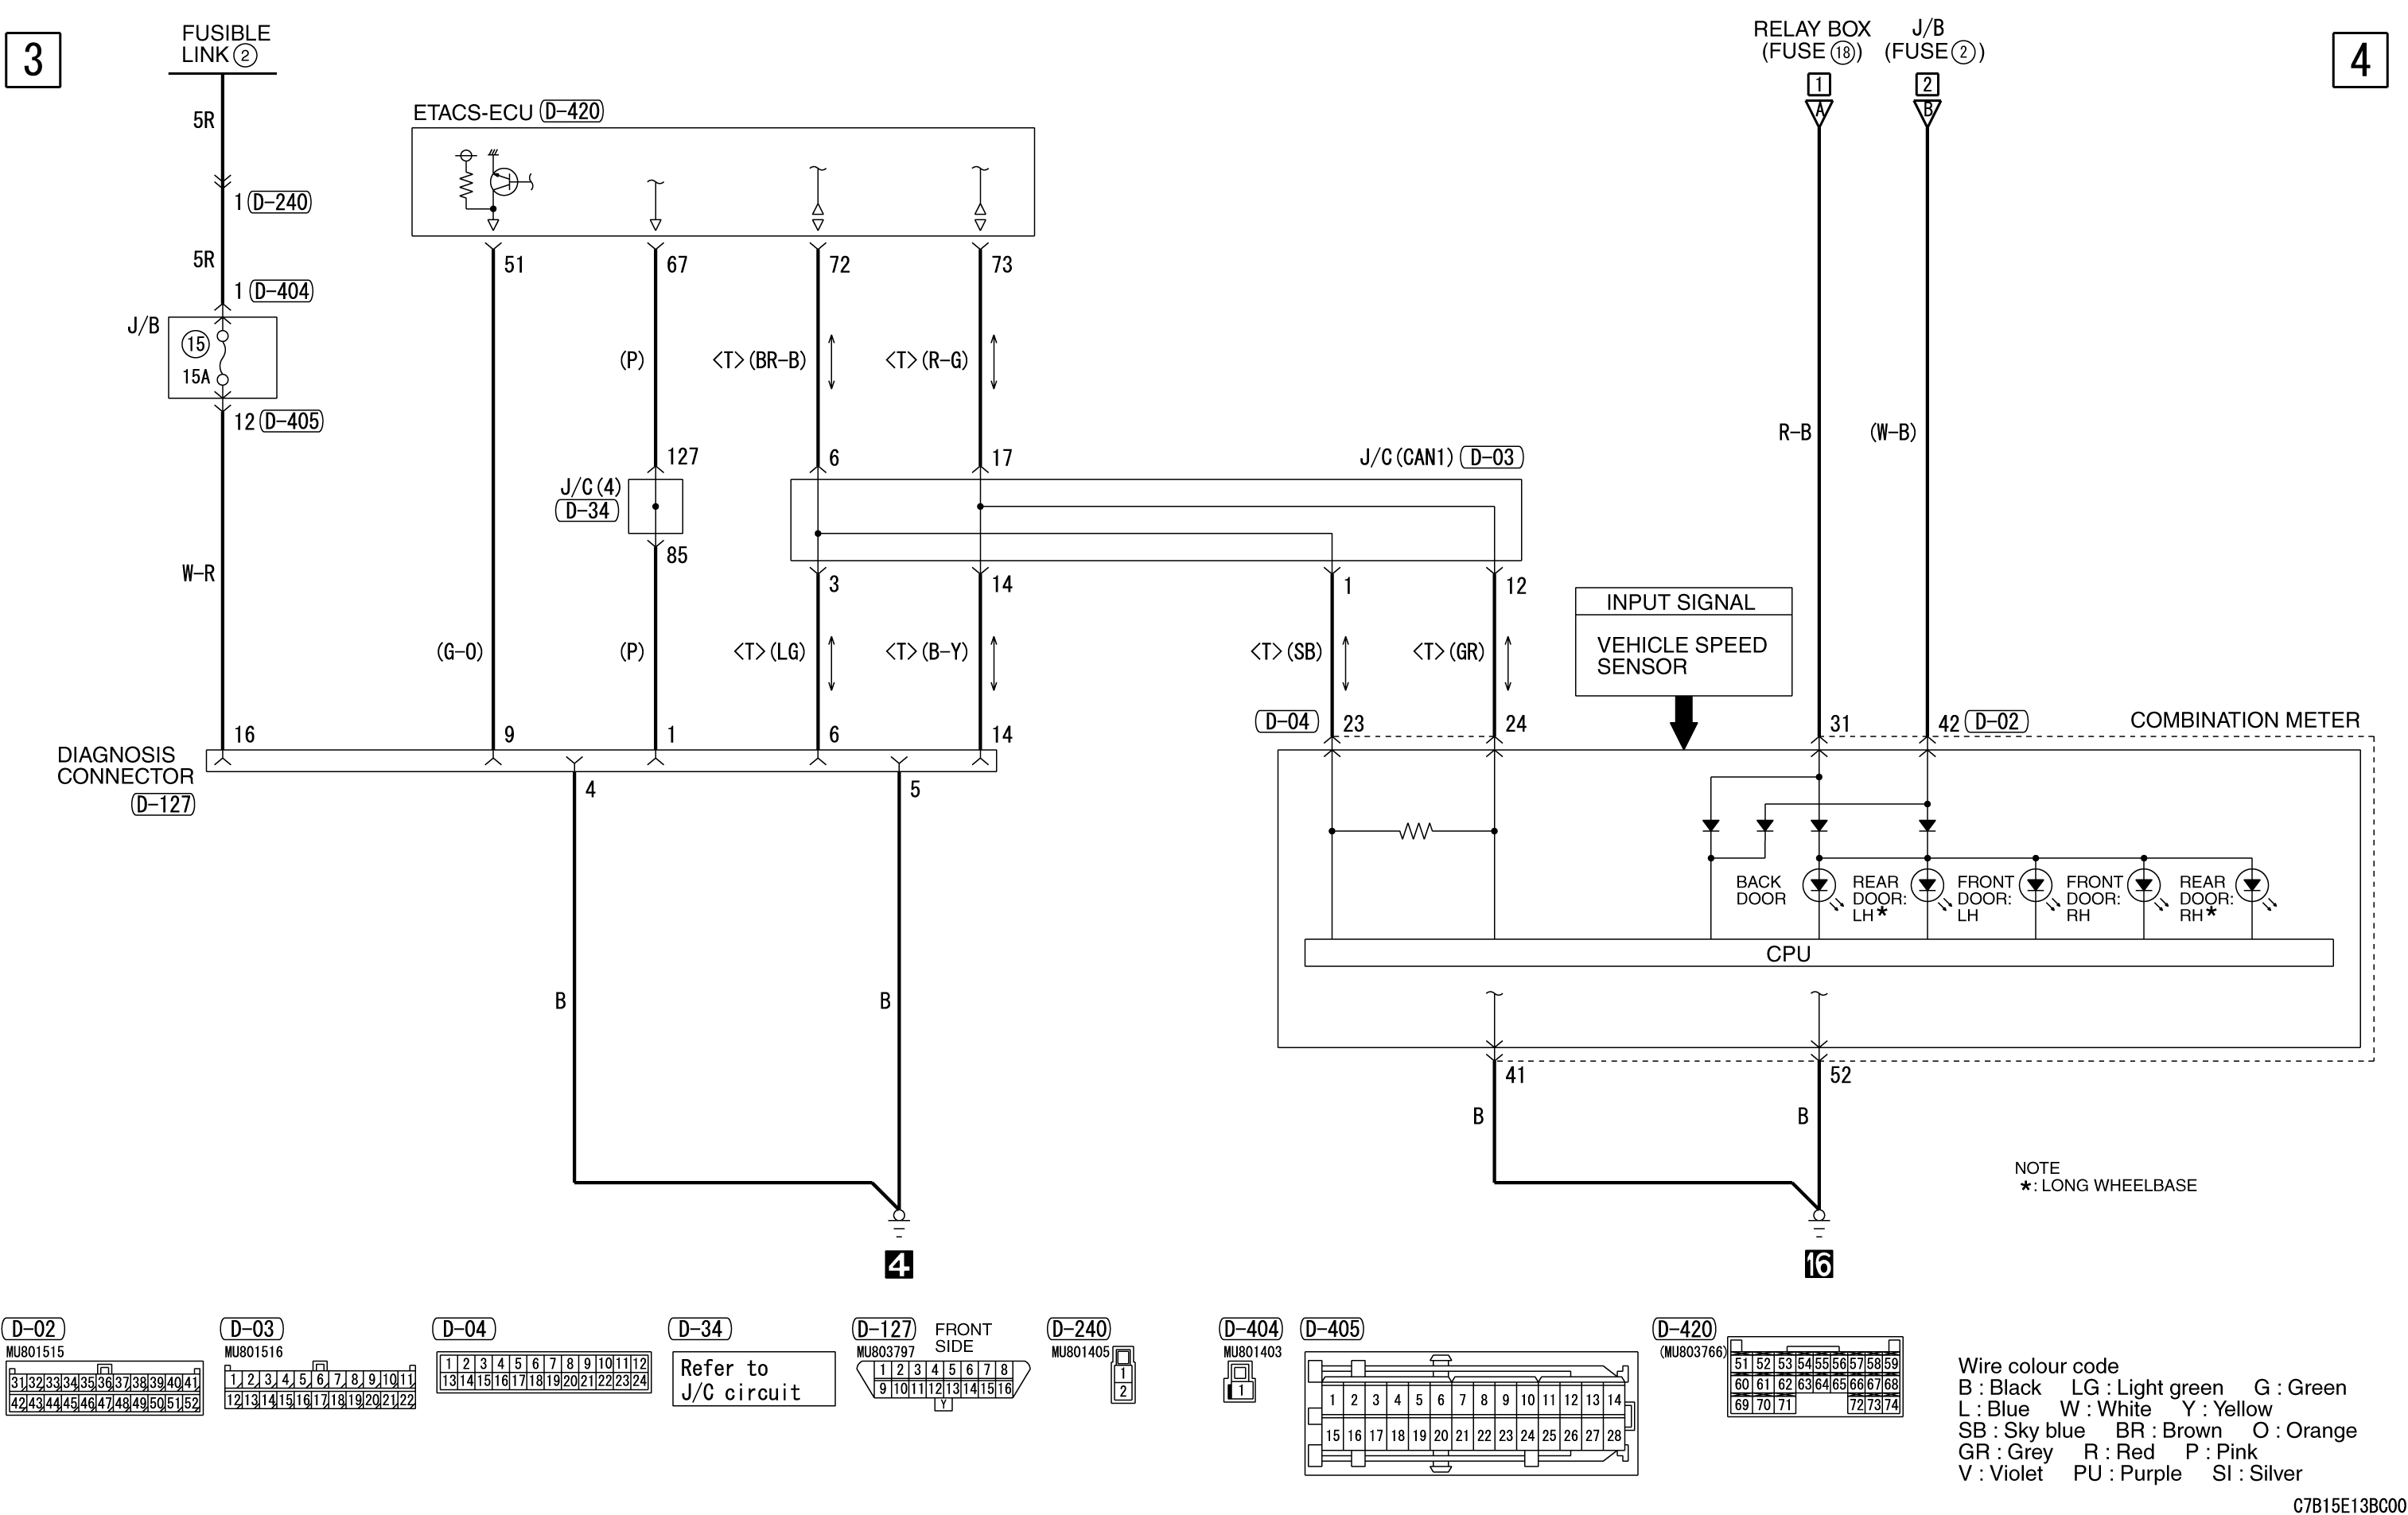 3
FUSIBLE
LINK 2
RELAY BOX
(FUSE 18)
J/B
(FUSE 2)
4
1
2
A
B
5R
ETACS-ECU D-420
1 D-240
5R
51
67
72
73
1 D-404
J/B
15
15A
(P)
<T>(BR-B)
<T>(R-G)
12 D-405
R-B
(W-B)
127
6
17
J/C(CAN1) D-03
J/C(4)
D-34
85
3
14
1
12
W-R
INPUT SIGNAL
VEHICLE SPEED
SENSOR
(G-O)
(P)
<T>(LG)
<T>(B-Y)
<T>(SB)
<T>(GR)
16
9
1
6
14
D-04
23
24
31
42 D-02
COMBINATION METER
DIAGNOSIS
CONNECTOR
D-127
4
5
BACK
DOOR
REAR
DOOR:
LH*
FRONT
DOOR:
LH
FRONT
DOOR:
RH
REAR
DOOR:
RH*
CPU
B
B
41
52
B
B
NOTE
*: LONG WHEELBASE
4
16
D-02
MU801515
31 32 33 34 35 36 37 38 39 40 41
42 43 44 45 46 47 48 49 50 51 52
D-03
MU801516
1 2 3 4 5 6 7 8 9 10 11
12 13 14 15 16 17 18 19 20 21 22
D-04
1 2 3 4 5 6 7 8 9 10 11 12
13 14 15 16 17 18 19 20 21 22 23 24
D-34
Refer to
J/C circuit
D-127
MU803797
FRONT
SIDE
1 2 3 4 5 6 7 8
9 10 11 12 13 14 15 16
Y
D-240
MU801405
1
2
D-404
MU801403
1
D-405
1 2 3 4 5 6 7 8 9 10 11 12 13 14
15 16 17 18 19 20 21 22 23 24 25 26 27 28
D-420
(MU803766)
51 52 53 54 55 56 57 58 59
60 61 62 63 64 65 66 67 68
69 70 71 72 73 74
Wire colour code
B : Black LG : Light green G : Green
L : Blue W : White Y : Yellow
SB : Sky blue BR : Brown O : Orange
GR : Grey R : Red P : Pink
V : Violet PU : Purple SI : Silver
C7B15E13BC00